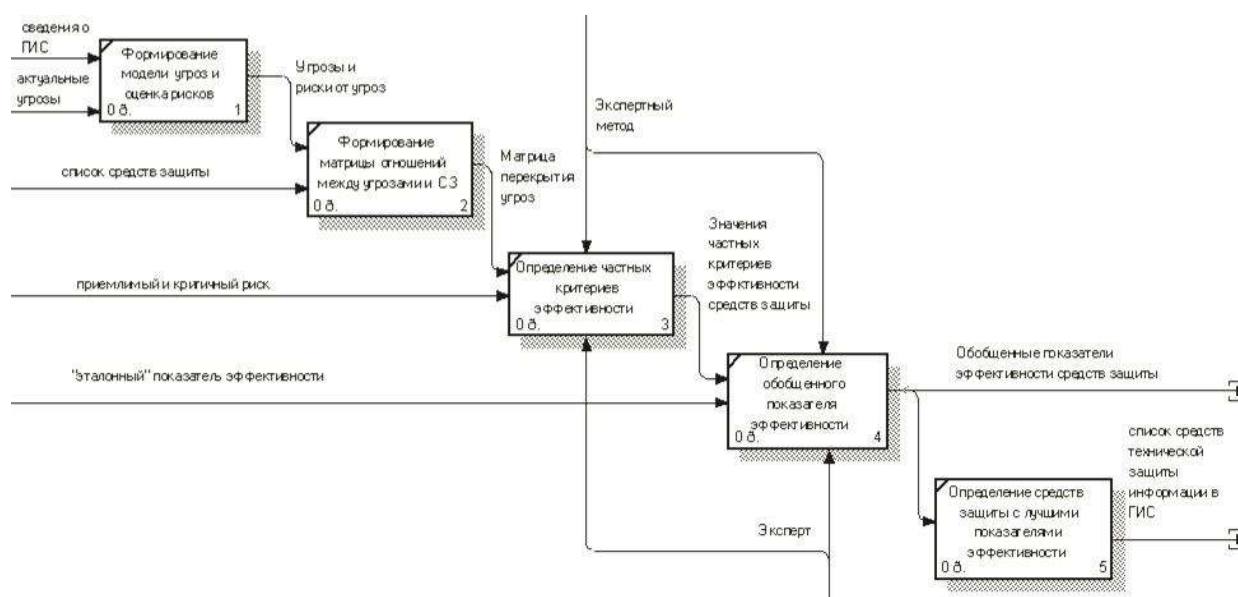 сведения о
ГИС
актуальные
угрозы
Формирование
модели угроз и
оценка рисков
0 ð.
1
Угрозы и
риски от угроз
Экспертный
метод
список средств защиты
Формирование
матрицы отношений
между угрозами и СЗ
0 ð.
2
Матрица
перекрытия
угроз
Значения
частных
критериев
эффктивности
средств защиты
приемлимый и кригичный риск
Определение частных
критериев
эффективности
0 ð.
3
"эталонный" показатель эффективности
Определение
обобщенного
показателя
эффективности
0 ð.
4
Обобщенные показатели
эффективности средств защиты
список средств
технической
защиты
информации в
ГИС
Определение средств
защиты с лучшими
показателями
эффективности
0 ð.
5
Эксперт